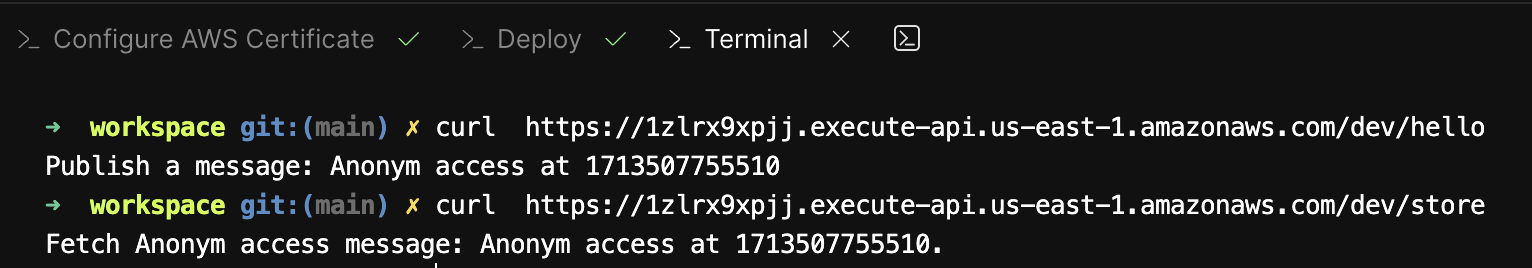 >_ Configure AWS Certificate ✓ >_ Deploy ✓ >_ Terminal ×
➜ workspace git:(main) ✗ curl  https://1zlrx9xpjj.execute-api.us-east-1.amazonaws.com/dev/hello
Publish a message: Anonym access at 1713507755510
➜ workspace git:(main) ✗ curl  https://1zlrx9xpjj.execute-api.us-east-1.amazonaws.com/dev/store
Fetch Anonym access message: Anonym access at 1713507755510.